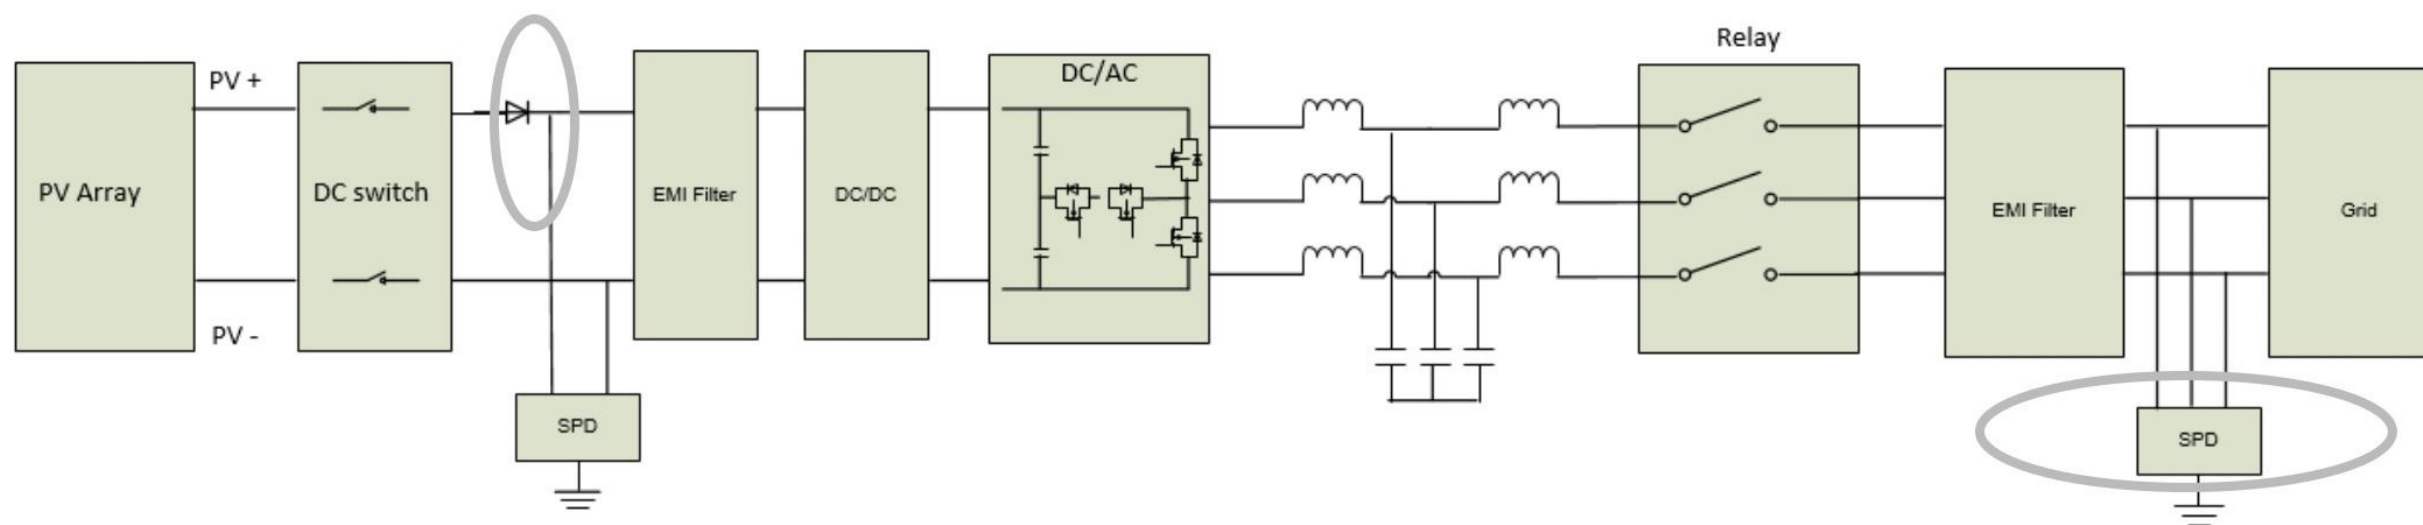 Relay
PV +
DC/AC
PV Array
DC switch
EMI Filter
DC/DC
EMI Filter
Grid
PV -
SPD
SPD